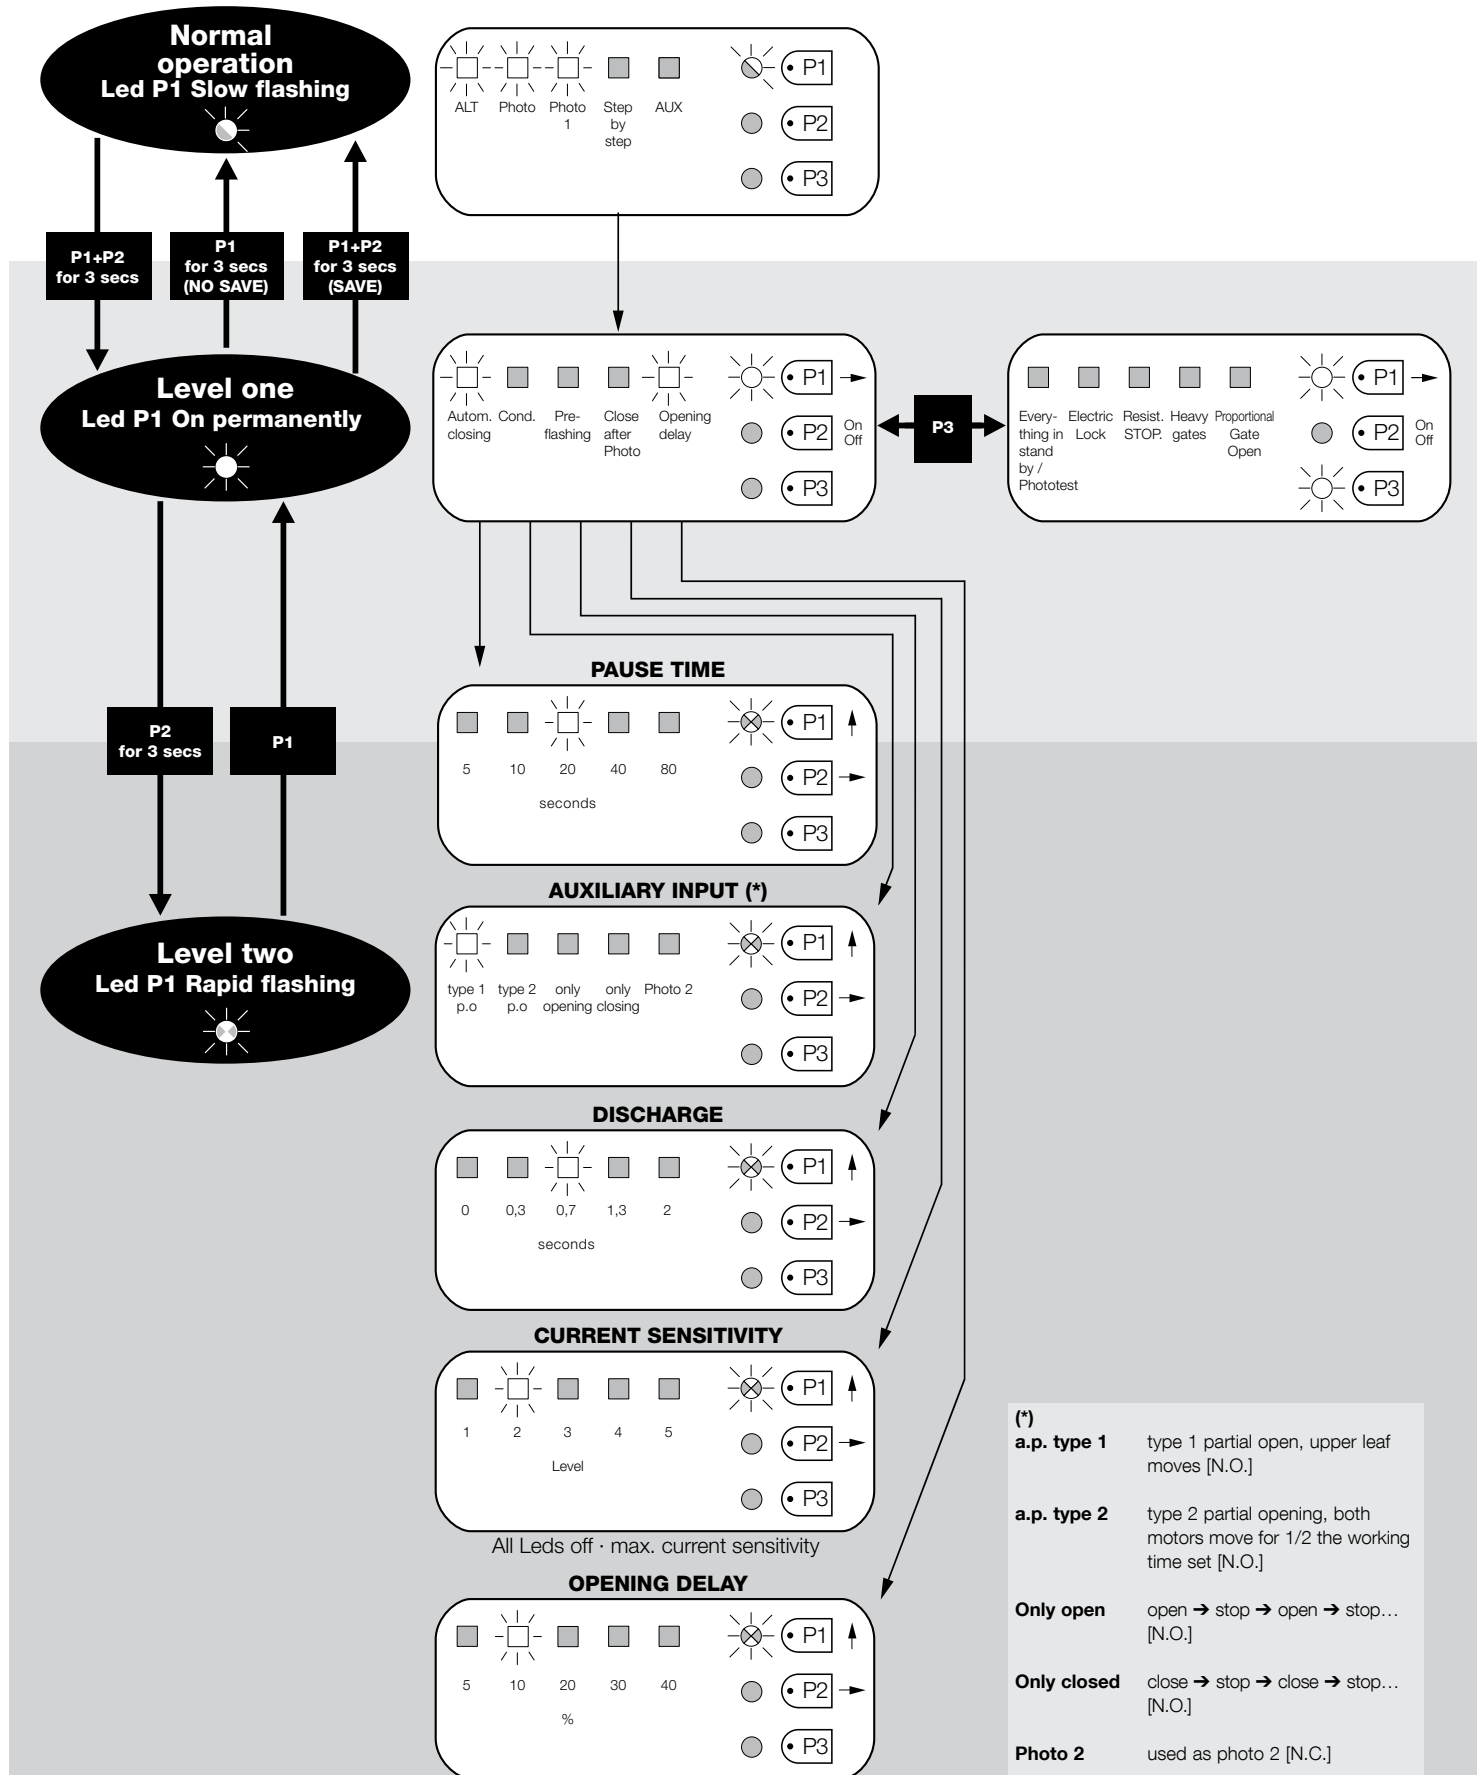 Normal
operation
Led P1 Slow flashing
ALT Photo Photo 1 Step by step AUX
P1
P2
P3
P1+P2
for 3 secs
P1
for 3 secs
(NO SAVE)
P1+P2
for 3 secs
(SAVE)
Level one
Led P1 On permanently
Autom. closing Cond. Pre-flashing Close after Photo Opening delay
P1
P2 On Off
P3
P3
Every-thing in stand by / Phototest Electric Lock Resist. STOP. Heavy gates Proportional Gate Open
P1
P2 On Off
P3
P2
for 3 secs
P1
PAUSE TIME
5 10 20 40 80
seconds
P1
P2
P3
Level two
Led P1 Rapid flashing
AUXILIARY INPUT (*)
type 1 p.o type 2 p.o only opening only closing Photo 2
P1
P2
P3
DISCHARGE
0 0,3 0,7 1,3 2
seconds
P1
P2
P3
CURRENT SENSITIVITY
1 2 3 4 5
Level
P1
P2
P3
All Leds off · max. current sensitivity
OPENING DELAY
5 10 20 30 40
%
P1
P2
P3
(*)
a.p. type 1 type 1 partial open, upper leaf
moves [N.O.]
a.p. type 2 type 2 partial opening, both
motors move for 1/2 the working
time set [N.O.]
Only open open ➔ stop ➔ open ➔ stop…
[N.O.]
Only closed close ➔ stop ➔ close ➔ stop…
[N.O.]
Photo 2 used as photo 2 [N.C.]